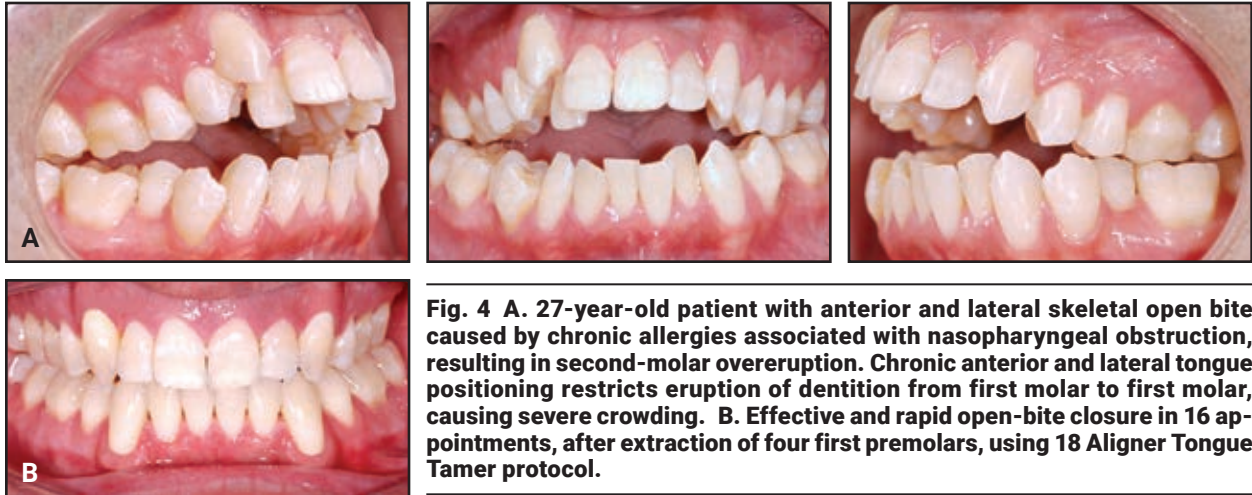 A
B
Fig. 4 A. 27-year-old patient with anterior and lateral skeletal open bite
caused by chronic allergies associated with nasopharyngeal obstruction,
resulting in second-molar overeruption. Chronic anterior and lateral tongue
positioning restricts eruption of dentition from first molar to first molar,
causing severe crowding. B. Effective and rapid open-bite closure in 16 ap-
pointments, after extraction of four first premolars, using 18 Aligner Tongue
Tamer protocol.